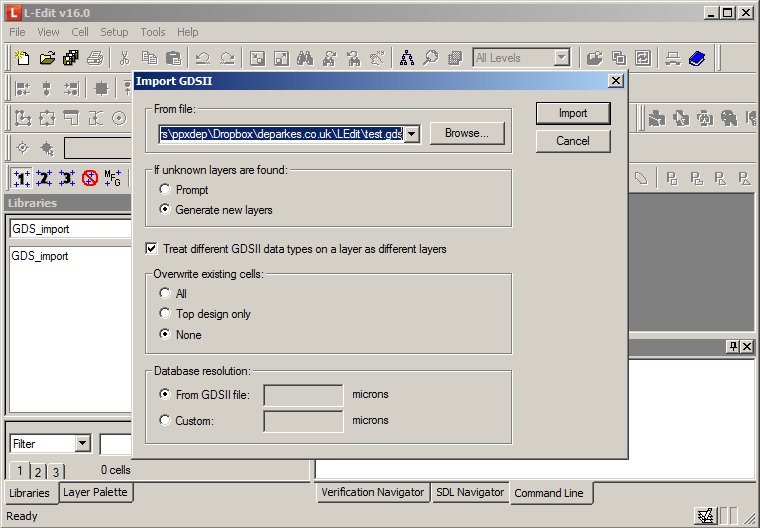 L-Edit v16.0
File View Cell Setup Tools Help
All Levels
Import GDSII
From file:
s\ppxdep\Dropbox\deparkes.co.uk\LEdit\test.gds
Browse...
Import
Cancel
If unknown layers are found:
Prompt
Generate new layers
Treat different GDSII data types on a layer as different layers
Overwrite existing cells:
All
Top design only
None
Database resolution:
From GDSII file: microns
Custom: microns
1 2 3 MFG
Libraries
GDS_import
GDS_import
Filter
1 2 3 0 cells
Libraries Layer Palette Verification Navigator SDL Navigator Command Line
Ready